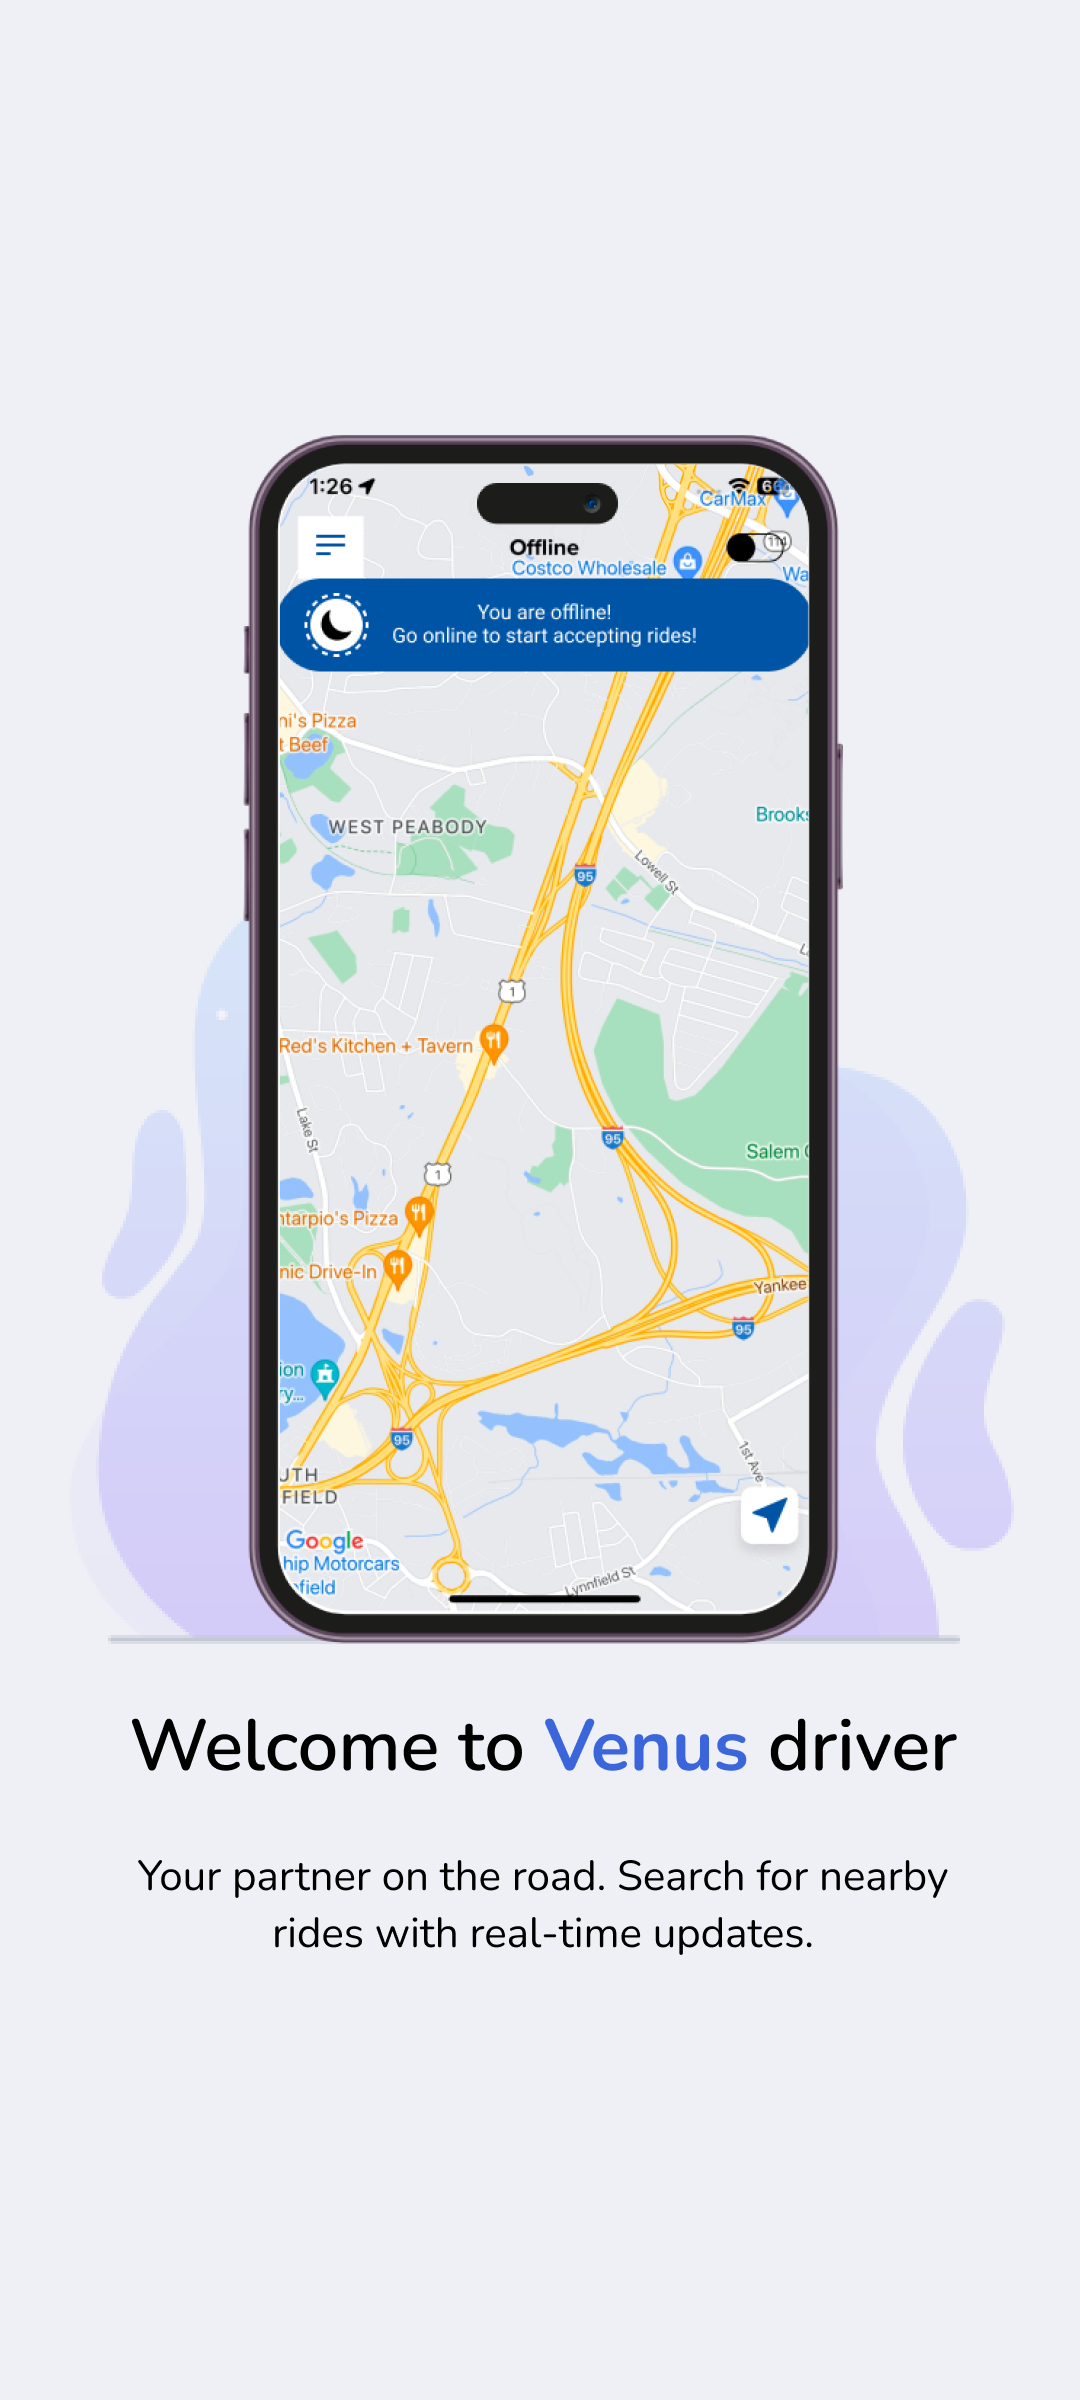 1:26
CarMax
Offline
114
Costco Wholesale
Wa
You are offline!
Go online to start accepting rides!
ni's Pizza
t Beef
WEST PEABODY
Brooks
95
Lowell St
1
Red's Kitchen + Tavern
95
Lake St
Salem
1
ntarpio's Pizza
nic Drive-In
Yankee
95
ion
ry...
95
1st Ave
UTH
FIELD
Google
hip Motorcars
nfield
Lynnfield St
Welcome to Venus driver
Your partner on the road. Search for nearby
rides with real-time updates.